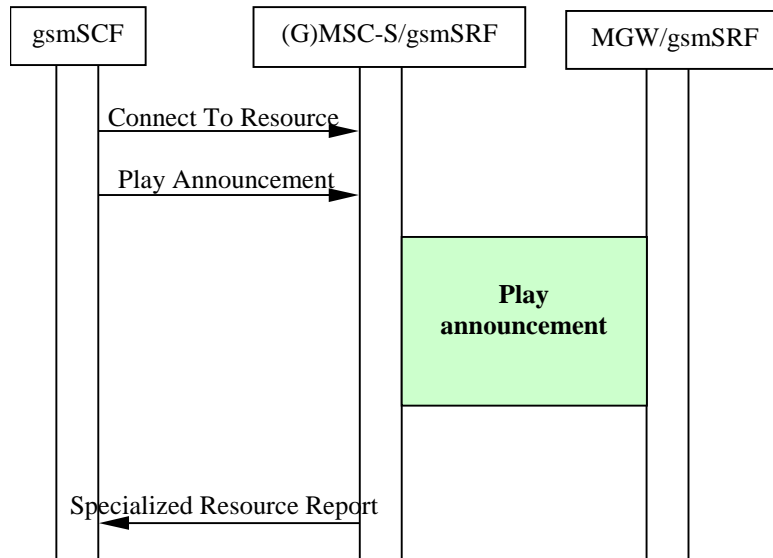 gsmSCF
(G)MSC-S/gsmSRF
MGW/gsmSRF
Connect To Resource
Play Announcement
Play
announcement
Specialized Resource Report